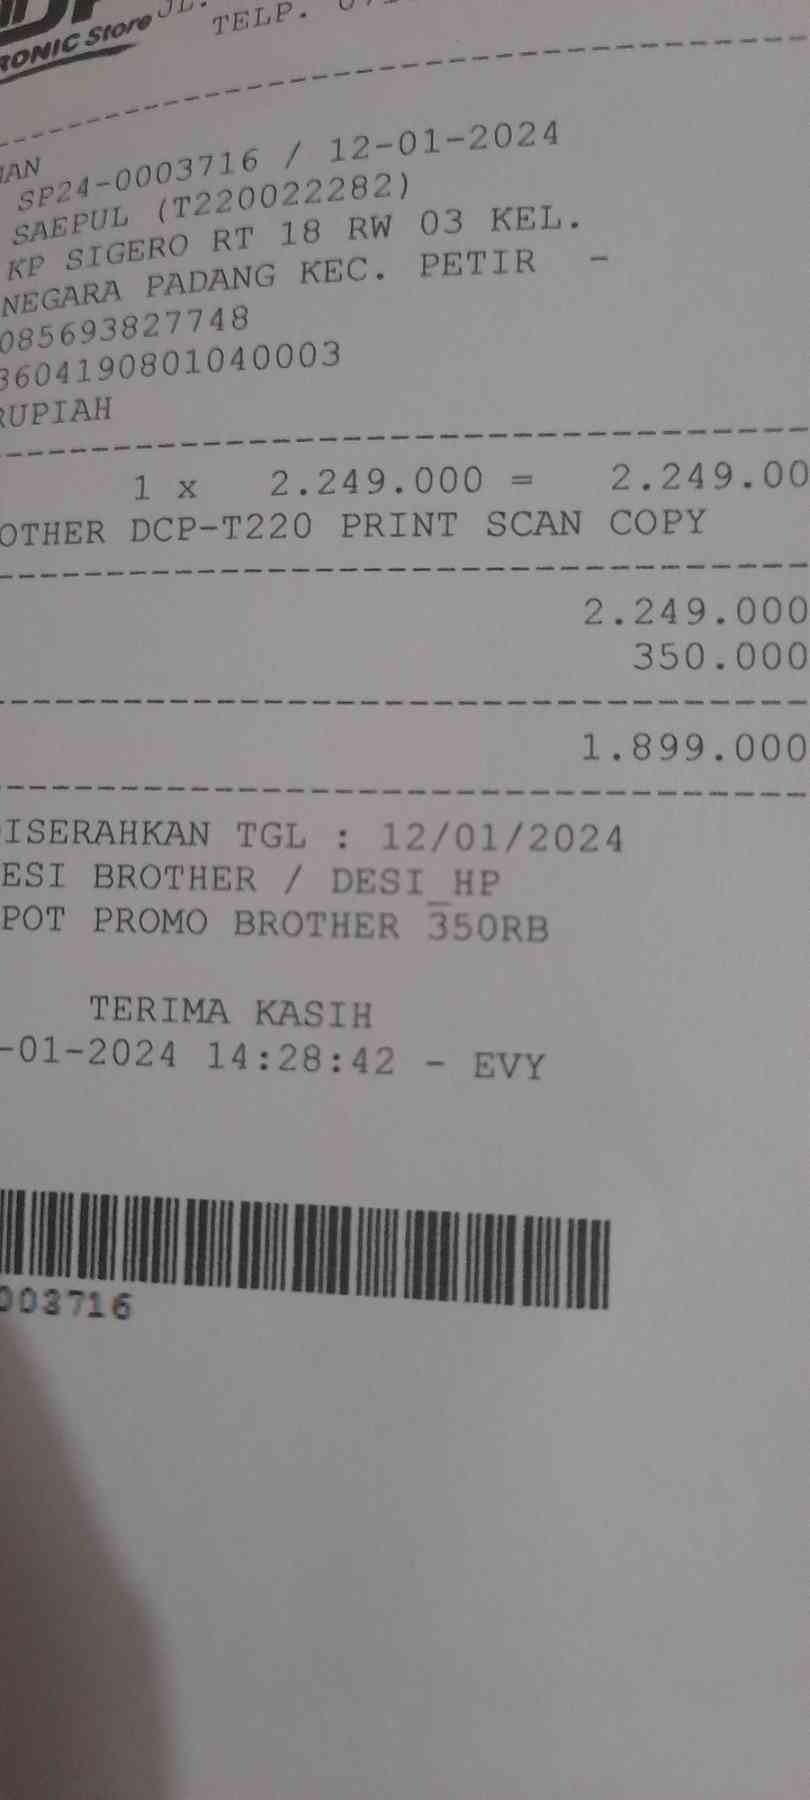 Store JL.
TELP.
SP24-0003716 / 12-01-2024
SAEPUL (T220022282)
KP SIGERO RT 18 RW 03 KEL.
NEGARA PADANG KEC. PETIR -
085693827748
3604190801040003
RUPIAH
1 x 2.249.000 = 2.249.00
OTHER DCP-T220 PRINT SCAN COPY
2.249.000
350.000
1.899.000
ISERAHKAN TGL : 12/01/2024
ESI BROTHER / DESI_HP
POT PROMO BROTHER 350RB
TERIMA KASIH
-01-2024 14:28:42 - EVY
003716